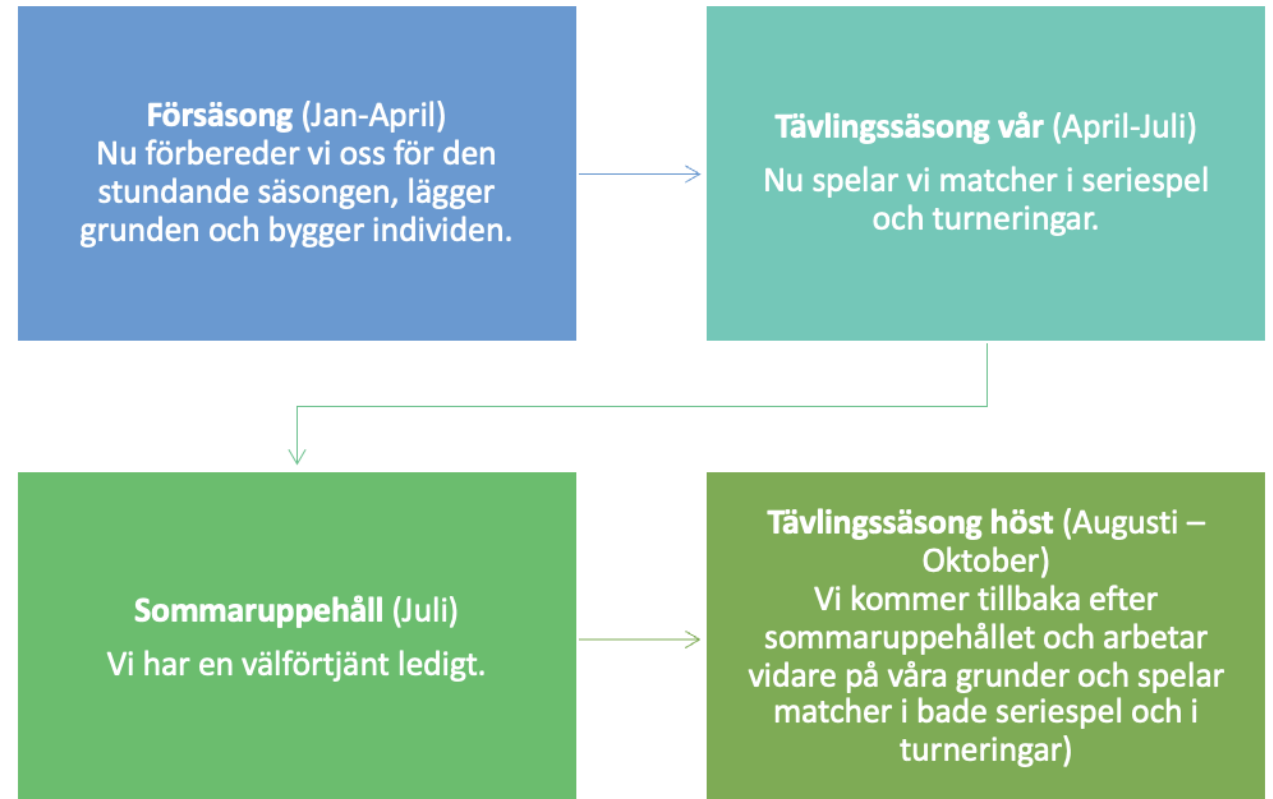 Försäsong (Jan-April)
Nu förbereder vi oss för den
stundande säsongen, lägger
grunden och bygger individen.
Tävlingssäsong vår (April-Juli)
Nu spelar vi matcher i seriespel
och turneringar.
Sommaruppehåll (Juli)
Vi har en välförtjänt ledigt.
Tävlingssäsong höst (Augusti –
Oktober)
Vi kommer tillbaka efter
sommaruppehållet och arbetar
vidare på våra grunder och spelar
matcher i bade seriespel och i
turneringar)